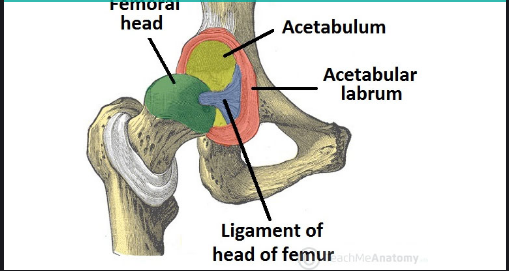 Femoral
head
Acetabulum
Acetabular
labrum
Ligament of
head of femur
©TeachMeAnatomy